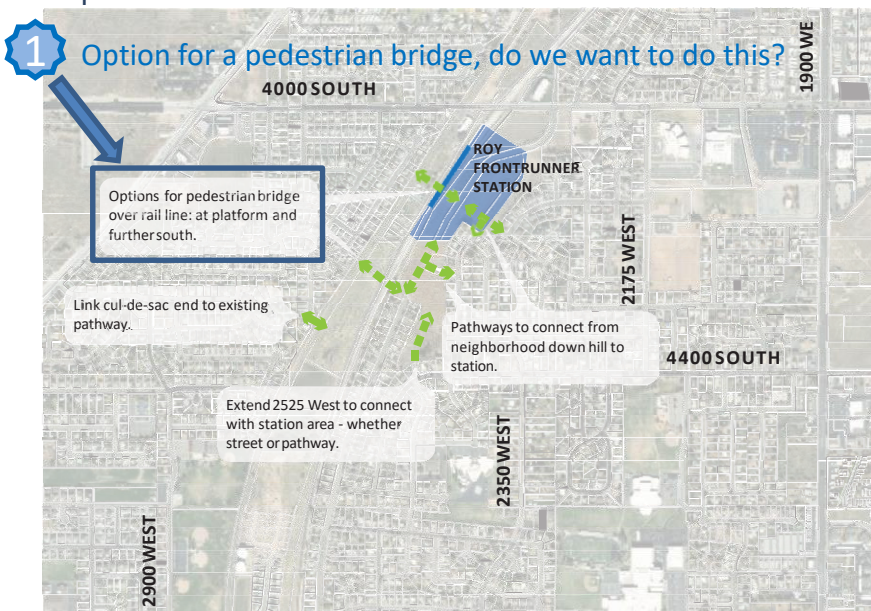 1
Option for a pedestrian bridge, do we want to do this?
1900 WE
4000 SOUTH
ROY
FRONTRUNNER
STATION
Options for pedestrian bridge
over rail line: at platform and
further south.
2175 WEST
Link cul-de-sac end to existing
pathway.
Pathways to connect from
neighborhood down hill to
station.
4400 SOUTH
Extend 2525 West to connect
with station area - whether
street or pathway.
2350 WEST
2900 WEST